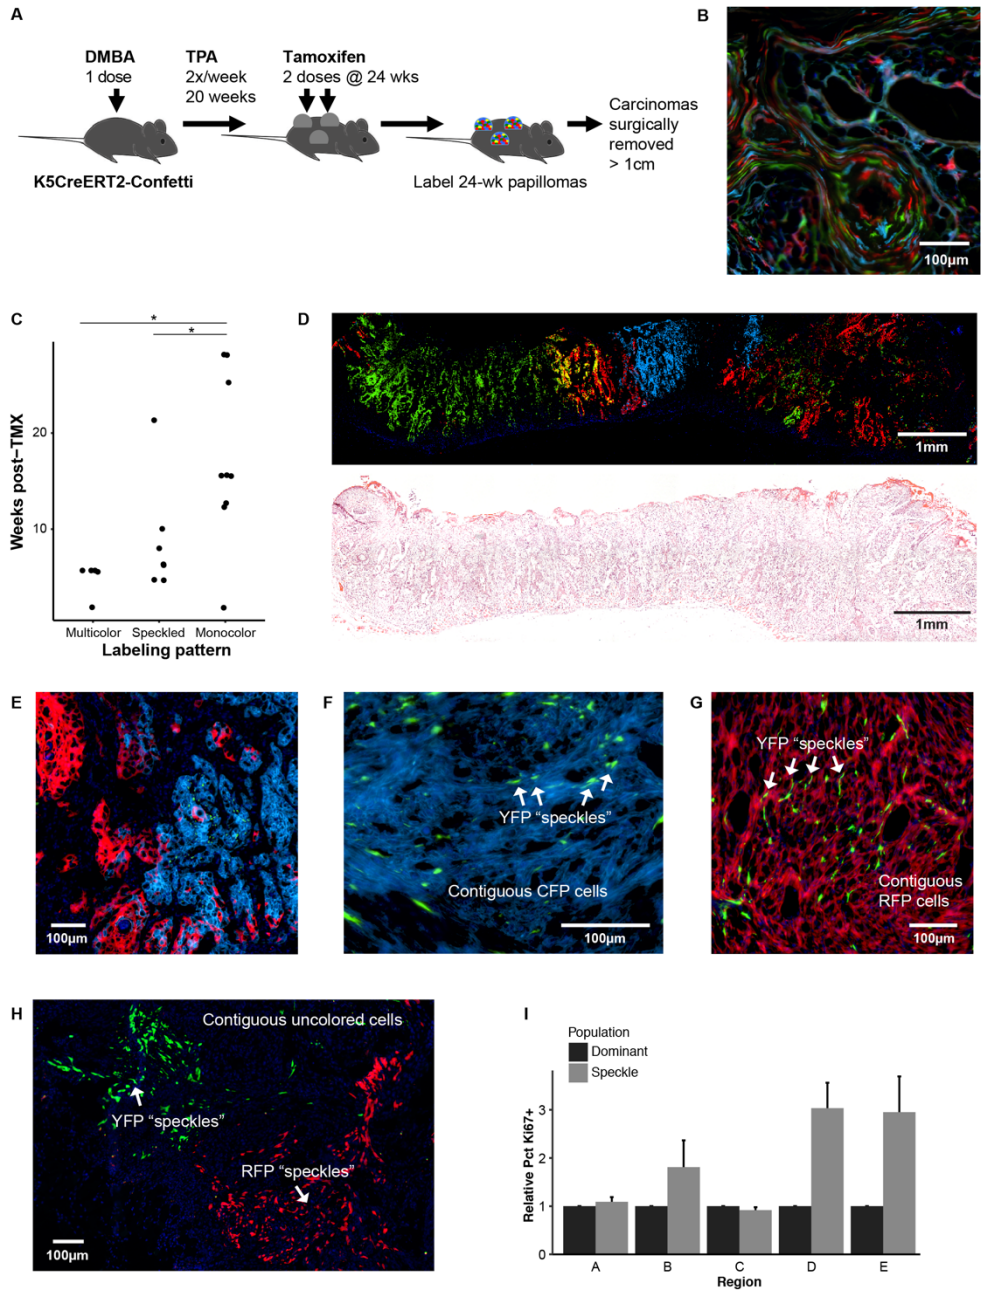 A
DMBA
1 dose
TPA
2x/week
20 weeks
Tamoxifen
2 doses @ 24 wks
K5CreERT2-Confetti
Label 24-wk papillomas
Carcinomas
surgically
removed
> 1cm
B
100µm
C
Weeks post−TMX
20
10
Multicolor Speckled Monocolor
Labeling pattern
* 
*
D
1mm
1mm
E
100µm
F
YFP “speckles”
Contiguous CFP cells
100µm
G
YFP “speckles”
Contiguous
RFP cells
100µm
H
Contiguous uncolored cells
YFP “speckles”
RFP “speckles”
100µm
I
Population
Dominant
Speckle
Relative Pct Ki67+
3
2
1
0
A B C D E
Region